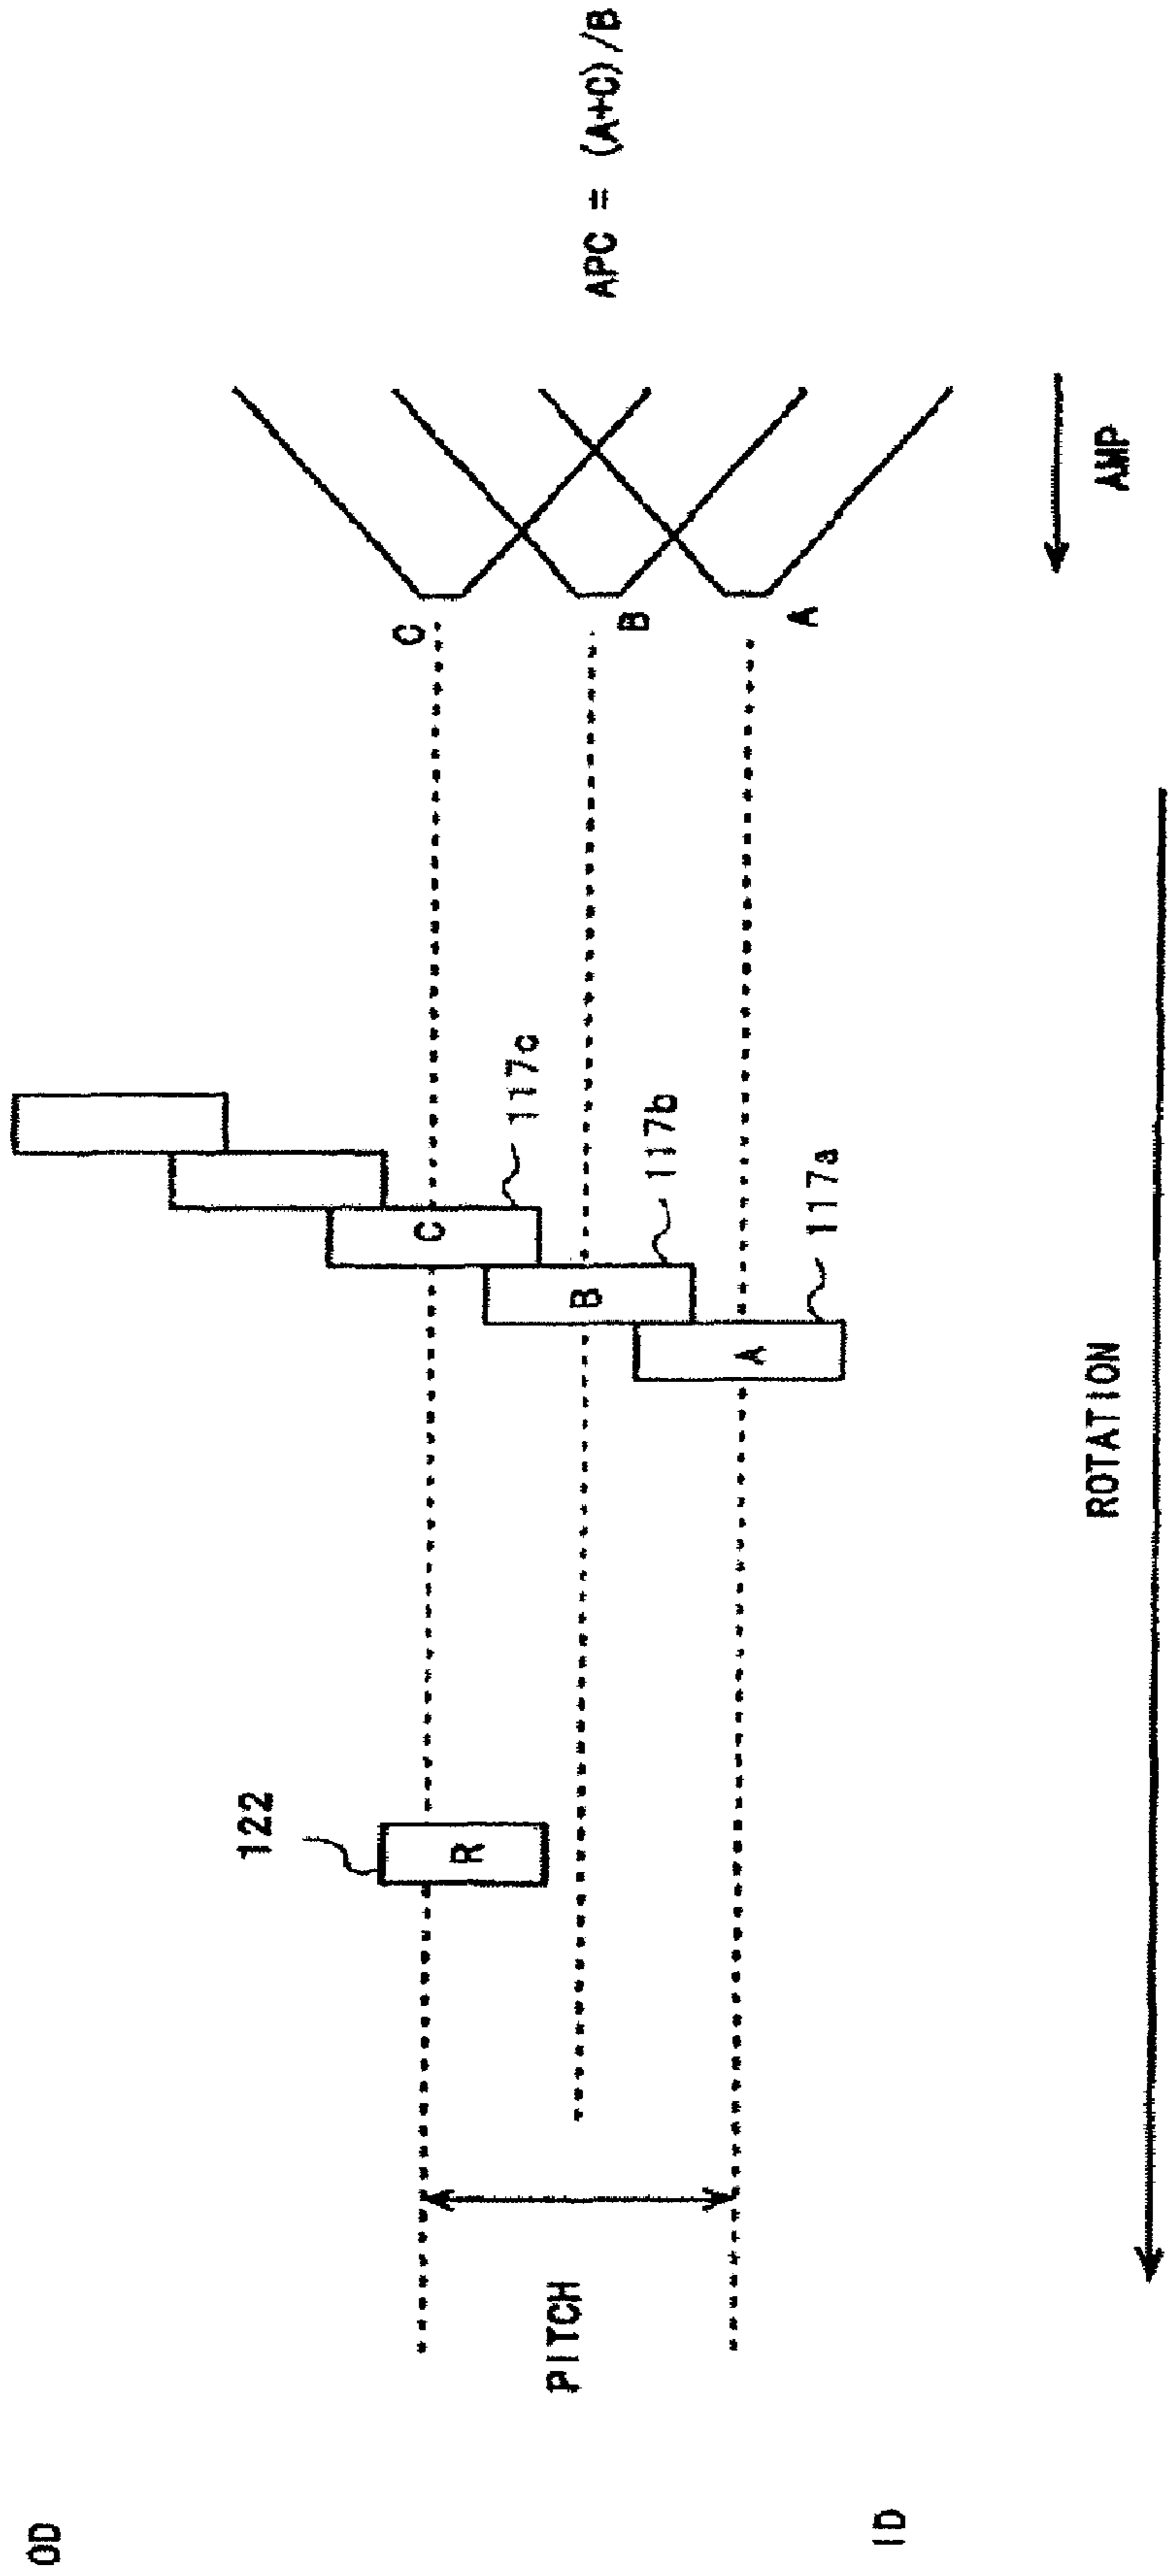 OD
ID
PITCH
122
R
ROTATION
C
B
A
117c
117b
117a
C
B
A
AMP
APC = (A+C)/B